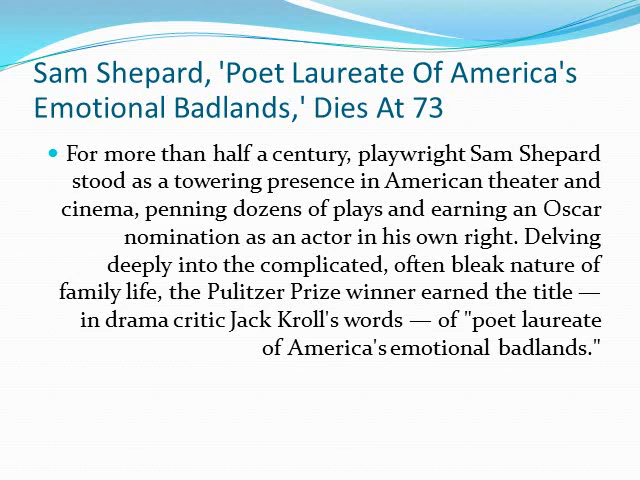 Sam Shepard, 'Poet Laureate Of America's
Emotional Badlands,' Dies At 73
• For more than half a century, playwright Sam Shepard
stood as a towering presence in American theater and
cinema, penning dozens of plays and earning an Oscar
nomination as an actor in his own right. Delving
deeply into the complicated, often bleak nature of
family life, the Pulitzer Prize winner earned the title —
in drama critic Jack Kroll's words — of "poet laureate
of America's emotional badlands."